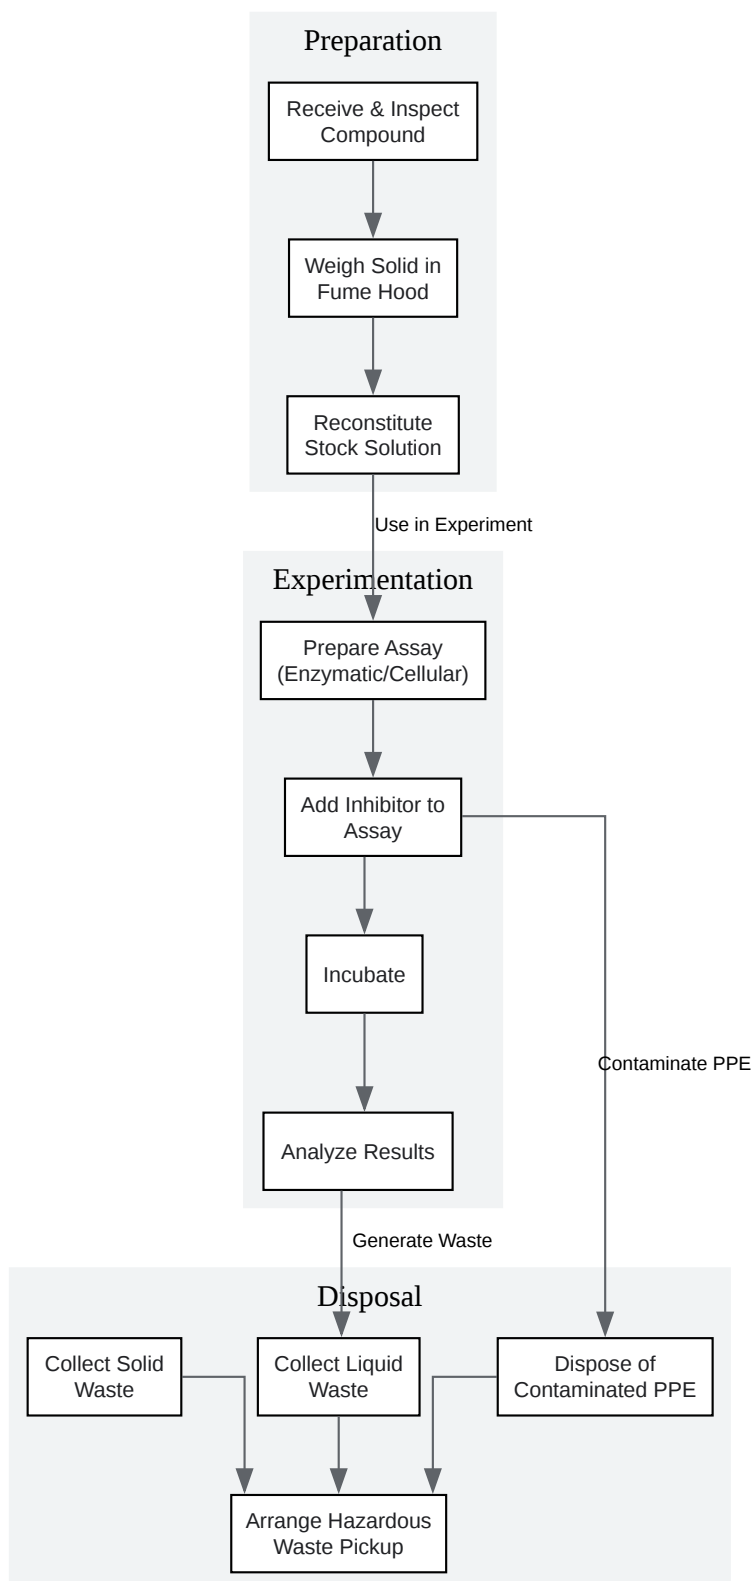 Preparation
Receive & Inspect
Compound
Weigh Solid in
Fume Hood
Reconstitute
Stock Solution
Use in Experiment
Experimentation
Prepare Assay
(Enzymatic/Cellular)
Add Inhibitor to
Assay
Incubate
Contaminate PPE
Analyze Results
Generate Waste
Disposal
Collect Solid
Waste
Collect Liquid
Waste
Dispose of
Contaminated PPE
Arrange Hazardous
Waste Pickup